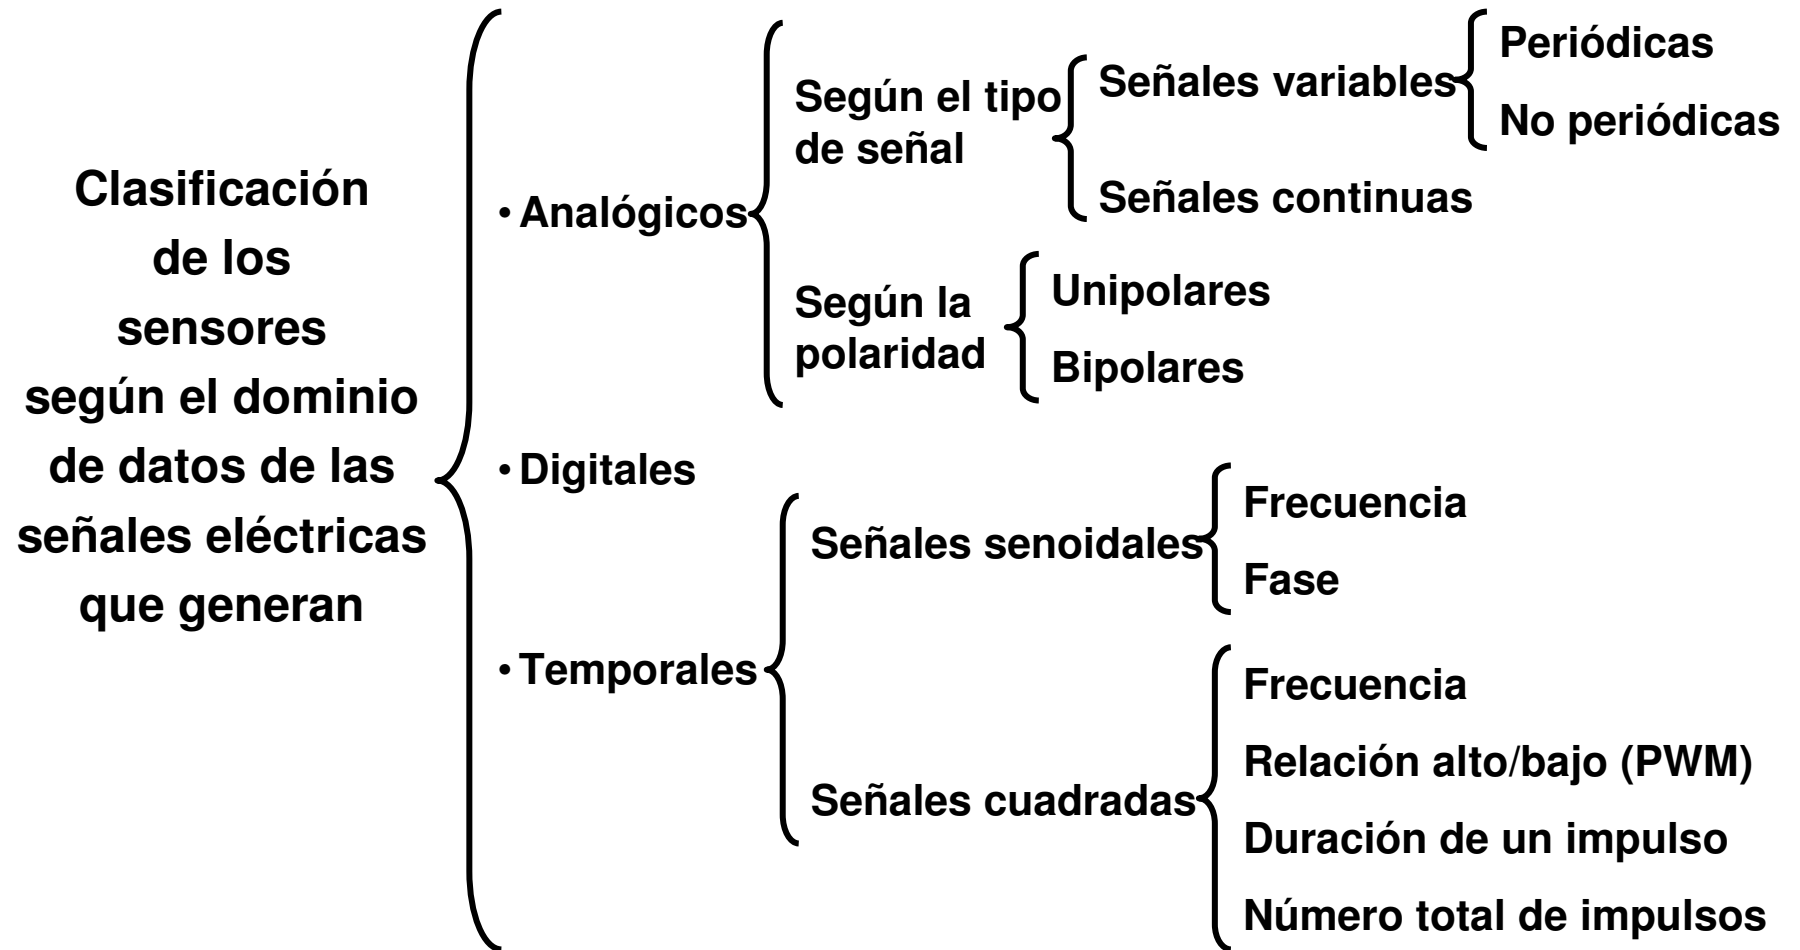 Clasificación
de los
sensores
según el dominio
de datos de las
señales eléctricas
que generan
• Analógicos
Según el tipo
de señal
Señales variables
Periódicas
No periódicas
Señales continuas
Según la
polaridad
Unipolares
Bipolares
• Digitales
• Temporales
Señales senoidales
Frecuencia
Fase
Señales cuadradas
Frecuencia
Relación alto/bajo (PWM)
Duración de un impulso
Número total de impulsos